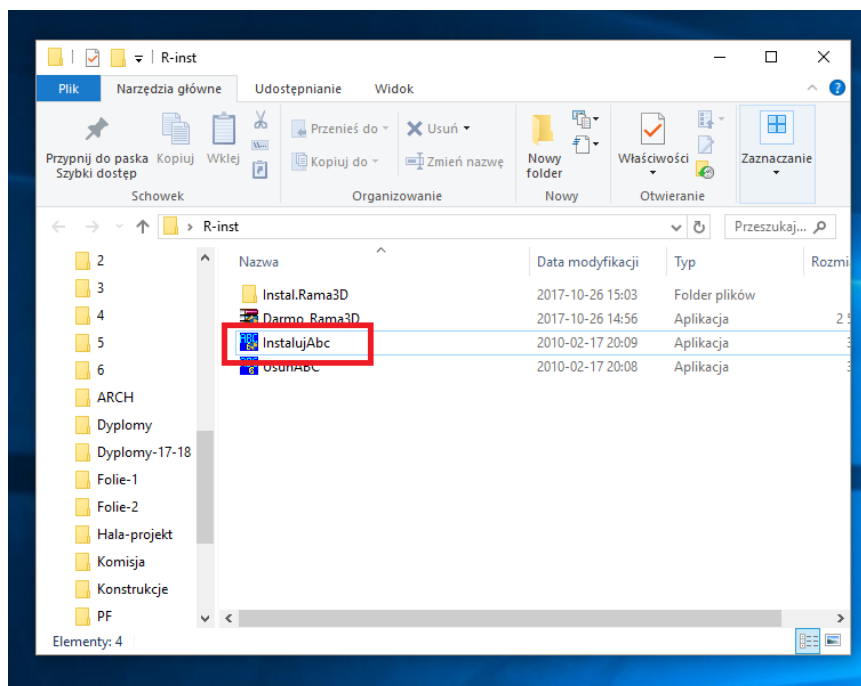 R-inst
Plik Narzędzia główne Udostępnianie Widok
Przypnij do paska Szybki dostęp
Kopiuj
Wklej
Przenieś do
Kopiuj do
Usuń
Zmień nazwę
Nowy folder
Właściwości
Zaznaczanie
Schowek Organizowanie Nowy Otwieranie
R-inst Przeszukaj...
Nazwa Data modyfikacji Typ Rozmi
Instal.Rama3D 2017-10-26 15:03 Folder plików
Darmo_Rama3D 2017-10-26 14:56 Aplikacja 2
InstalujAbc 2010-02-17 20:09 Aplikacja
UsunABC 2010-02-17 20:08 Aplikacja
2
3
4
5
6
ARCH
Dyplomy
Dyplomy-17-18
Folie-1
Folie-2
Hala-projekt
Komisja
Konstrukcje
PF
Elementy: 4